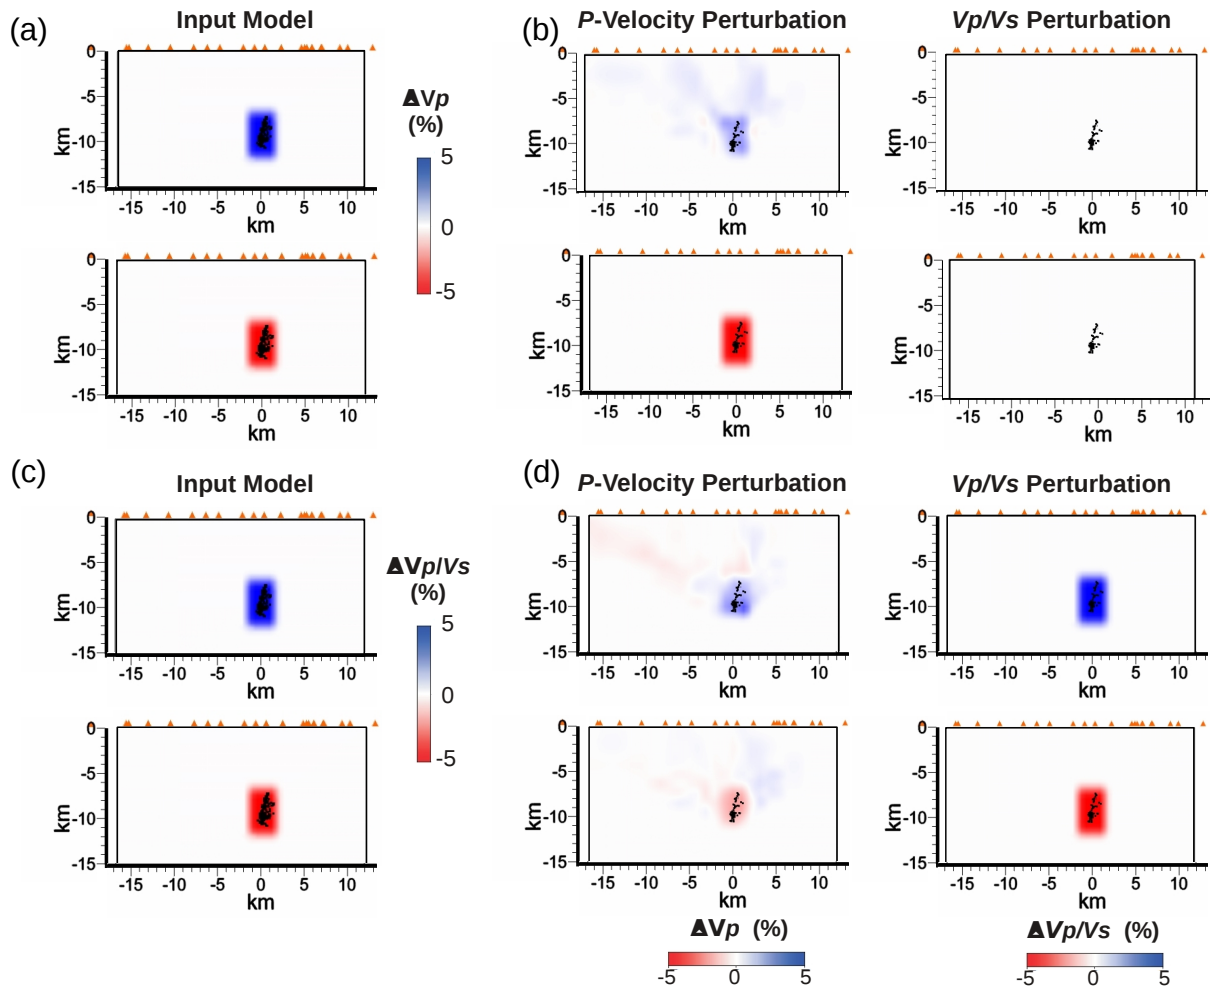 (a)
Input Model
0
-5
-10
-15
km
-15 -10 -5 0 5 10
km
0
-5
-10
-15
km
-15 -10 -5 0 5 10
km
ΔVp
(%)
5
0
-5
(b)
P-Velocity Perturbation
0
-5
-10
-15
km
-15 -10 -5 0 5 10
km
0
-5
-10
-15
km
-15 -10 -5 0 5 10
km
Vp/Vs Perturbation
0
-5
-10
-15
km
-15 -10 -5 0 5 10
km
0
-5
-10
-15
km
-15 -10 -5 0 5 10
km
(c)
Input Model
0
-5
-10
-15
km
-15 -10 -5 0 5 10
km
0
-5
-10
-15
km
-15 -10 -5 0 5 10
km
ΔVp/Vs
(%)
5
0
-5
(d)
P-Velocity Perturbation
0
-5
-10
-15
km
-15 -10 -5 0 5 10
km
0
-5
-10
-15
km
-15 -10 -5 0 5 10
km
ΔVp (%)
-5 0 5
Vp/Vs Perturbation
0
-5
-10
-15
km
-15 -10 -5 0 5 10
km
0
-5
-10
-15
km
-15 -10 -5 0 5 10
km
ΔVp/Vs (%)
-5 0 5